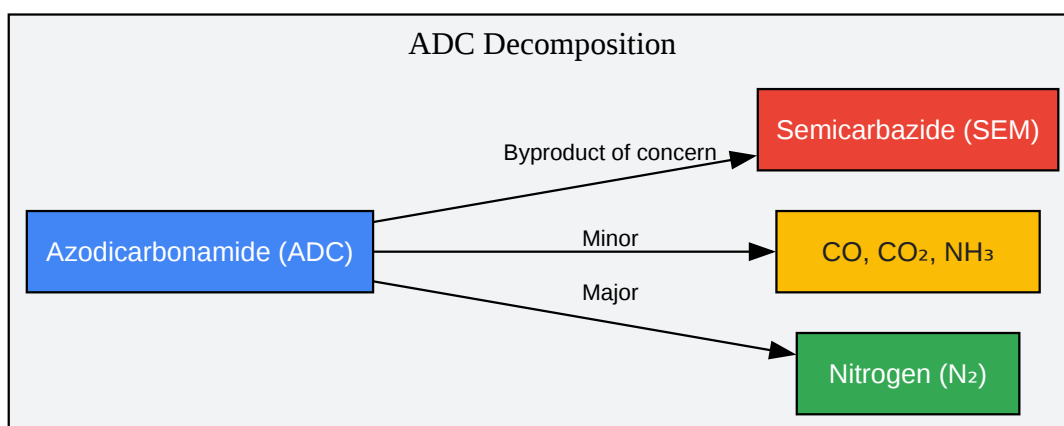 ADC Decomposition
Semicarbazide (SEM)
Byproduct of concern
Azodicarbonamide (ADC)
Minor
CO, CO₂, NH₃
Major
Nitrogen (N₂)